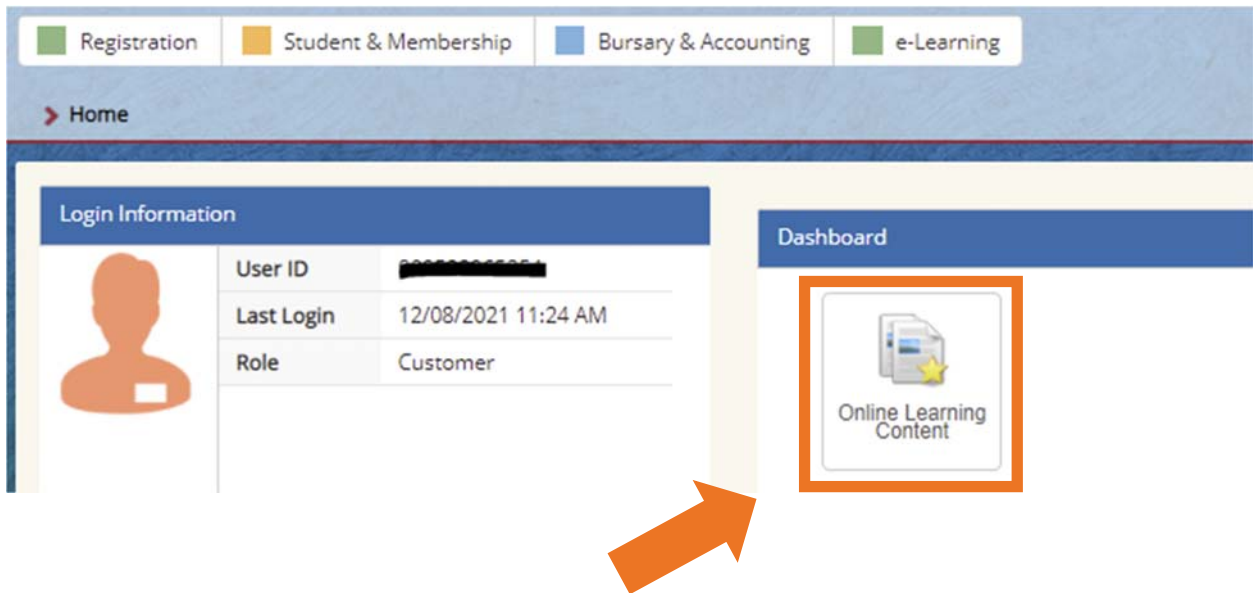 Registration
Student & Membership
Bursary & Accounting
e-Learning
Home
Login Information
User ID
Last Login 12/08/2021 11:24 AM
Role Customer
Dashboard
Online Learning
Content